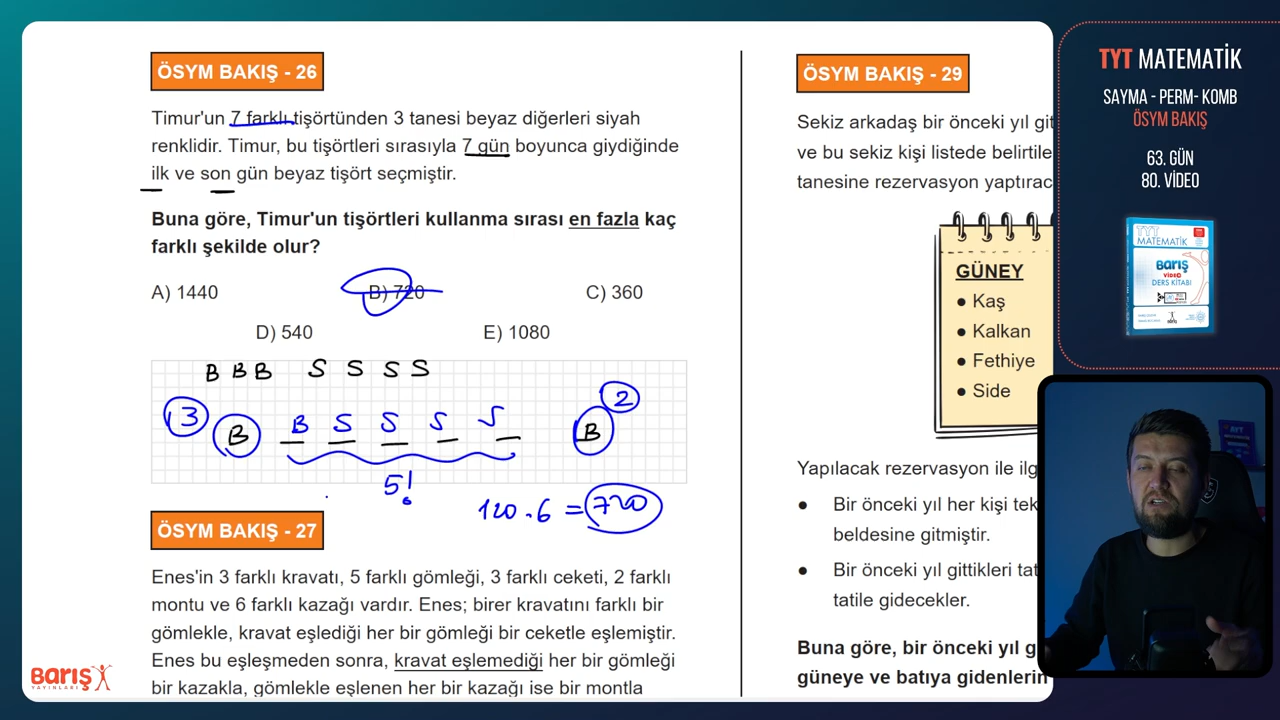 ÖSYM BAKIŞ - 26
Timur'un 7 farklı tişörtünden 3 tanesi beyaz diğerleri siyah
renklidir. Timur, bu tişörtleri sırasıyla 7 gün boyunca giydiğinde
ilk ve son gün beyaz tişört seçmiştir.
Buna göre, Timur'un tişörtleri kullanma sırası en fazla kaç
farklı şekilde olur?
A) 1440 B) 720 C) 360
D) 540 E) 1080
B B B S S S S
3 B B S S S S B 2
5!
120 . 6 = 720
ÖSYM BAKIŞ - 27
Enes'in 3 farklı kravatı, 5 farklı gömleği, 3 farklı ceketi, 2 farklı
montu ve 6 farklı kazağı vardır. Enes; birer kravatını farklı bir
gömlekle, kravat eşlediği her bir gömleği bir ceketle eşlemiştir.
Enes bu eşleşmeden sonra, kravat eşlemediği her bir gömleği
bir kazakla, gömlekle eşlenen her bir kazağı ise bir montla
BARIŞ
YAYINLARI
ÖSYM BAKIŞ - 29
Sekiz arkadaş bir önceki yıl git
ve bu sekiz kişi listede belirtile
tanesine rezervasyon yaptırac
GÜNEY
● Kaş
● Kalkan
● Fethiye
● Side
Yapılacak rezervasyon ile ilg
● Bir önceki yıl her kişi tek
beldesine gitmiştir.
● Bir önceki yıl gittikleri tat
tatile gidecekler.
Buna göre, bir önceki yıl g
güneye ve batıya gidenlerin
TYT MATEMATİK
SAYMA - PERM- KOMB
ÖSYM BAKIŞ
63. GÜN
80. VİDEO
TYT
MATEMATİK
BARIŞ
VİDEO
DERS KİTABI